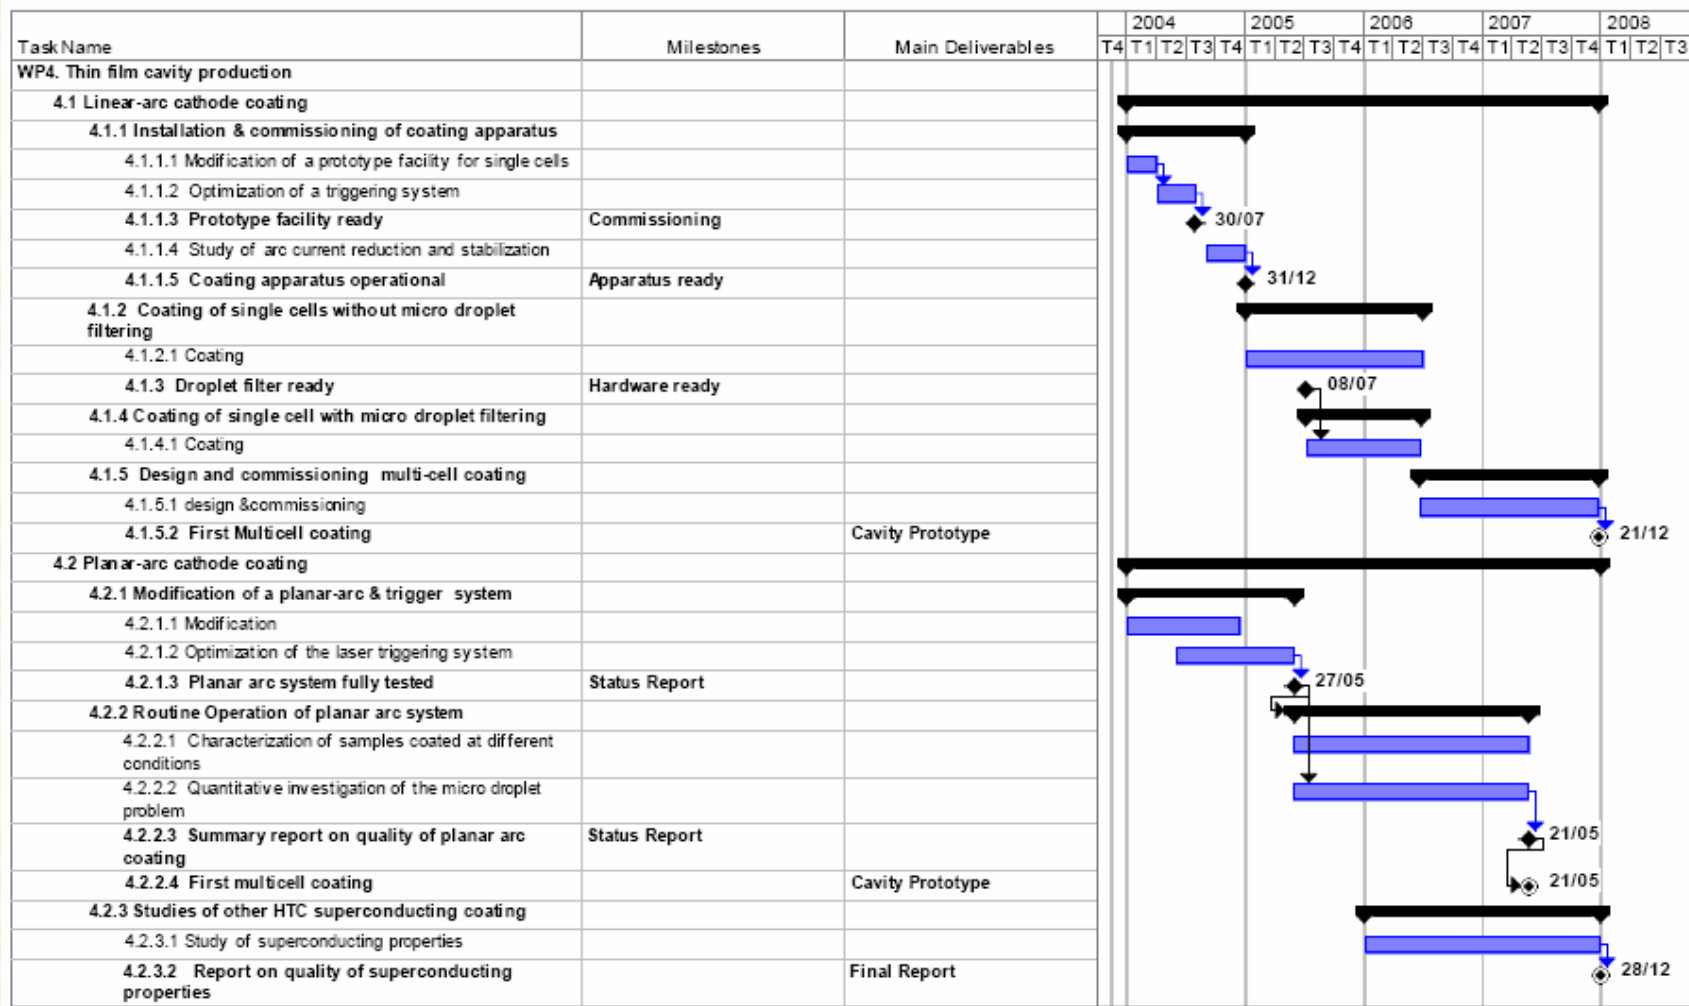 2004 2005 2006 2007 2008
Task Name Milestones Main Deliverables T4 T1 T2 T3 T4 T1 T2 T3 T4 T1 T2 T3 T4 T1 T2 T3 T4 T1 T2 T3
WP4. Thin film cavity production
4.1 Linear-arc cathode coating
4.1.1 Installation & commissioning of coating apparatus
4.1.1.1 Modification of a prototype facility for single cells
4.1.1.2 Optimization of a triggering system
4.1.1.3 Prototype facility ready Commissioning 30/07
4.1.1.4 Study of arc current reduction and stabilization
4.1.1.5 Coating apparatus operational Apparatus ready 31/12
4.1.2 Coating of single cells without micro droplet
filtering
4.1.2.1 Coating
4.1.3 Droplet filter ready Hardware ready 08/07
4.1.4 Coating of single cell with micro droplet filtering
4.1.4.1 Coating
4.1.5 Design and commissioning multi-cell coating
4.1.5.1 design &commissioning
4.1.5.2 First Multicell coating Cavity Prototype 21/12
4.2 Planar-arc cathode coating
4.2.1 Modification of a planar-arc & trigger system
4.2.1.1 Modification
4.2.1.2 Optimization of the laser triggering system
4.2.1.3 Planar arc system fully tested Status Report 27/05
4.2.2 Routine Operation of planar arc system
4.2.2.1 Characterization of samples coated at different
conditions
4.2.2.2 Quantitative investigation of the micro droplet
problem
4.2.2.3 Summary report on quality of planar arc Status Report 21/05
coating
4.2.2.4 First multicell coating Cavity Prototype 21/05
4.2.3 Studies of other HTC superconducting coating
4.2.3.1 Study of superconducting properties
4.2.3.2 Report on quality of superconducting Final Report 28/12
properties